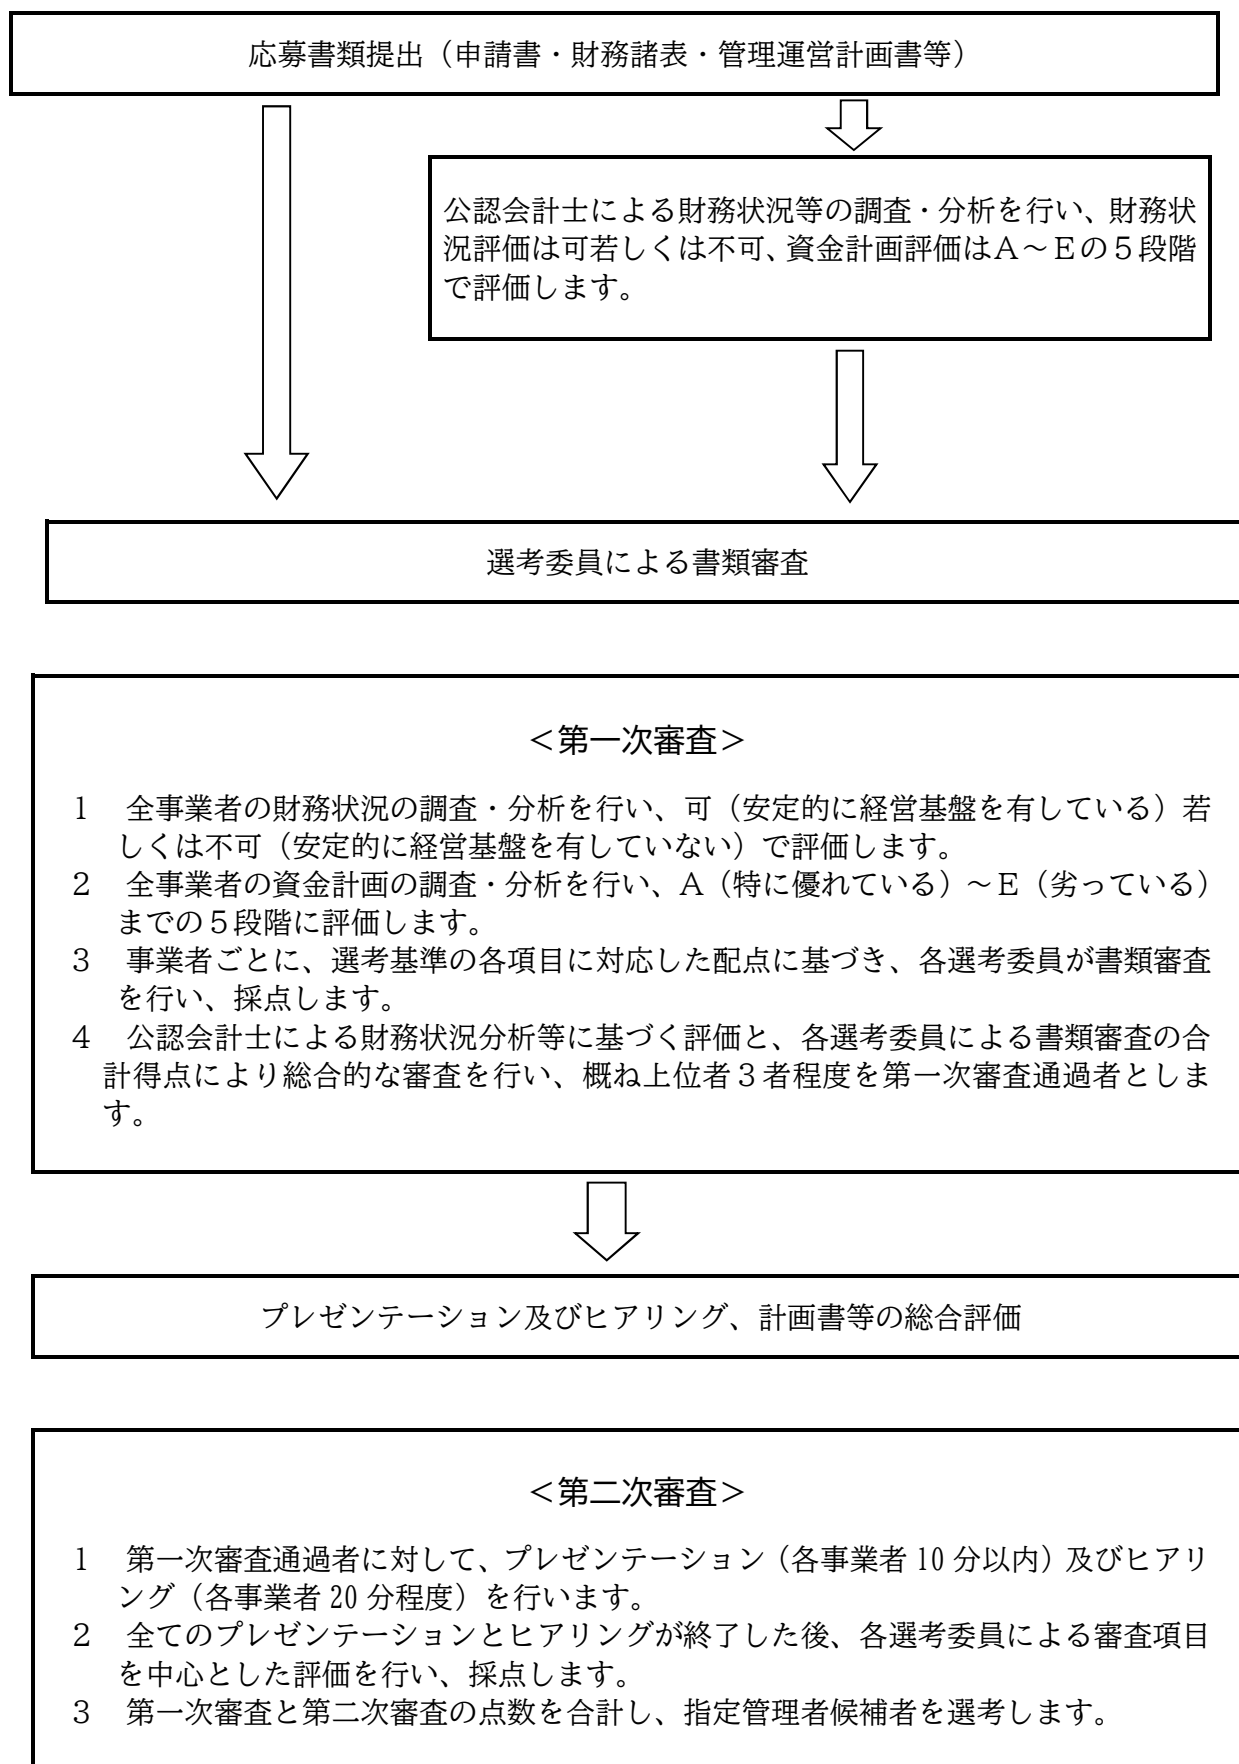 応募書類提出（申請書・財務諸表・管理運営計画書等）
公認会計士による財務状況等の調査・分析を行い、財務状
況評価は可若しくは不可、資金計画評価はＡ～Ｅの５段階
で評価します。
選考委員による書類審査
＜第一次審査＞
１　全事業者の財務状況の調査・分析を行い、可（安定的に経営基盤を有している）若
しくは不可（安定的に経営基盤を有していない）で評価します。
２　全事業者の資金計画の調査・分析を行い、Ａ（特に優れている）～Ｅ（劣っている）
までの５段階に評価します。
３　事業者ごとに、選考基準の各項目に対応した配点に基づき、各選考委員が書類審査
を行い、採点します。
４　公認会計士による財務状況分析等に基づく評価と、各選考委員による書類審査の合
計得点により総合的な審査を行い、概ね上位者３者程度を第一次審査通過者としま
す。
プレゼンテーション及びヒアリング、計画書等の総合評価
＜第二次審査＞
１　第一次審査通過者に対して、プレゼンテーション（各事業者 10 分以内）及びヒアリ
ング（各事業者 20 分程度）を行います。
２　全てのプレゼンテーションとヒアリングが終了した後、各選考委員による審査項目
を中心とした評価を行い、採点します。
３　第一次審査と第二次審査の点数を合計し、指定管理者候補者を選考します。